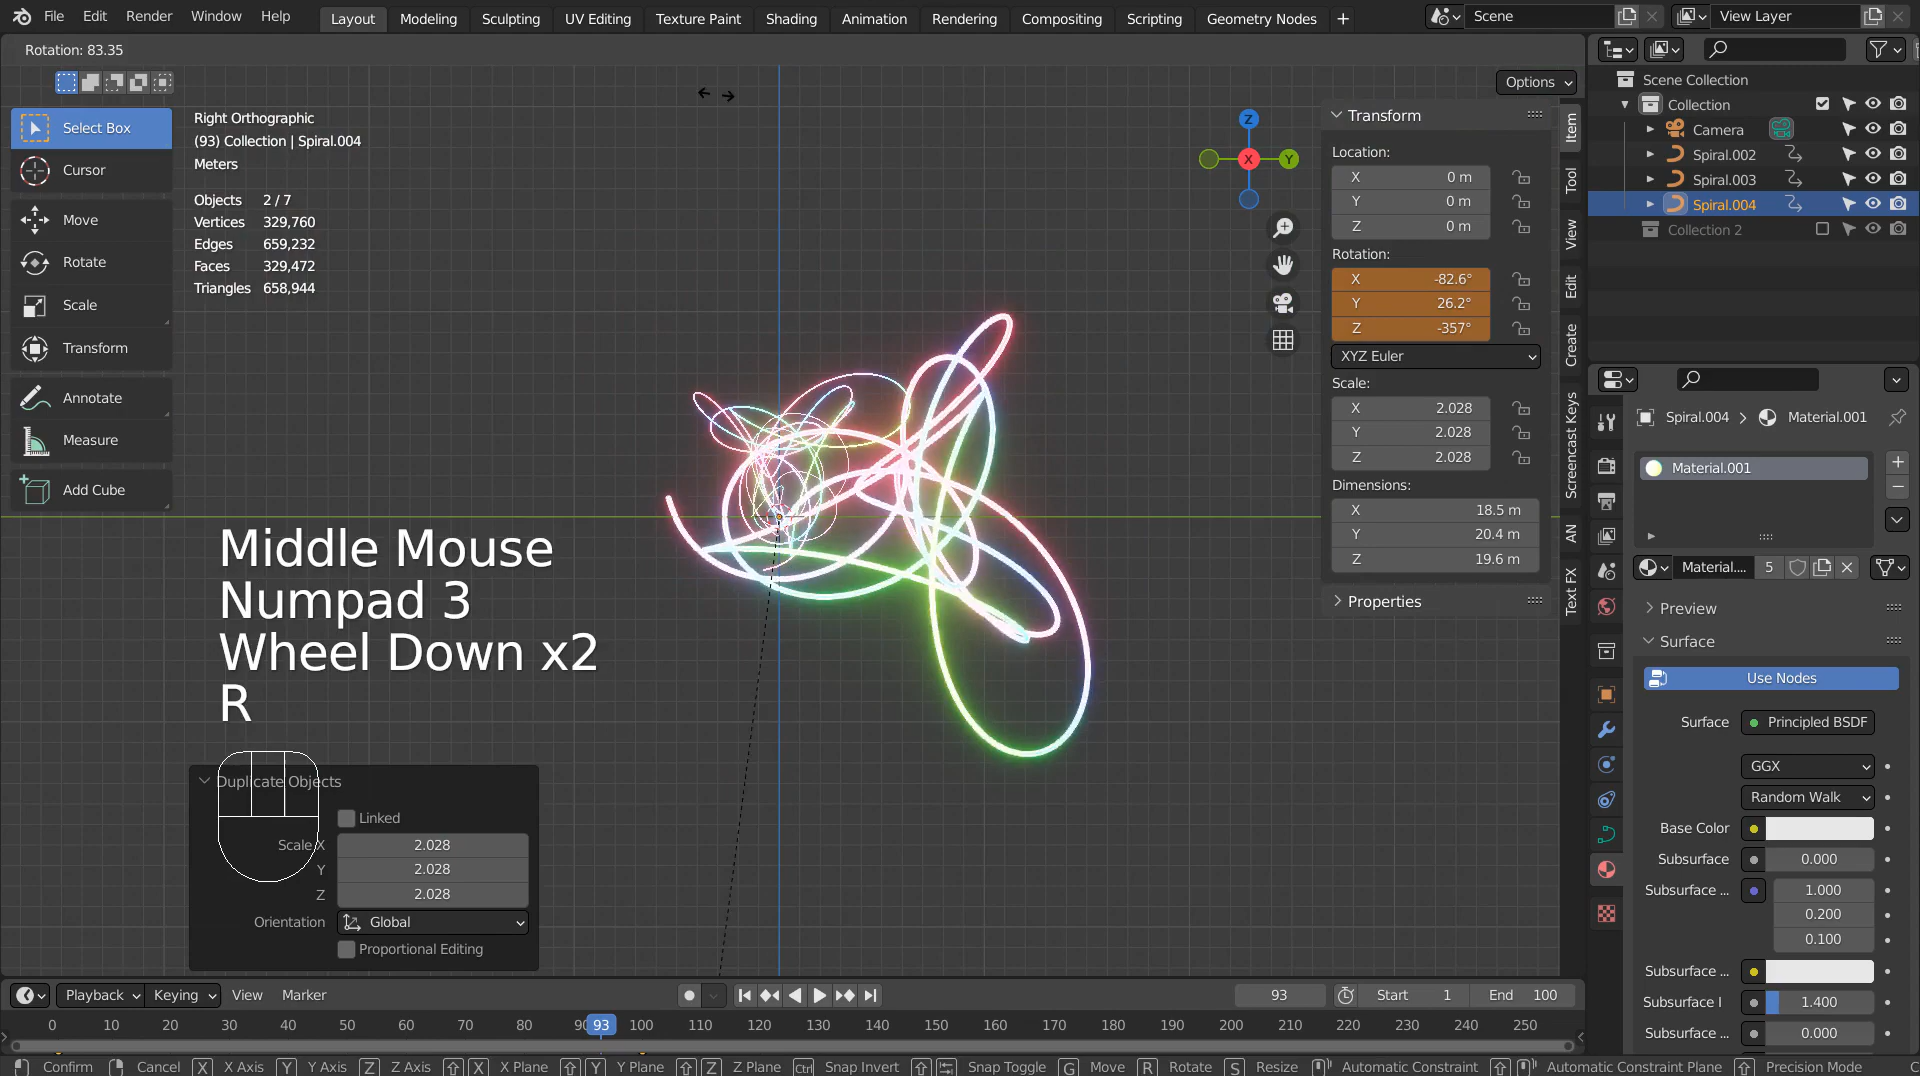 File Edit Render Window Help Layout Modeling Sculpting UV Editing Texture Paint Shading Animation Rendering Compositing Scripting Geometry Nodes + Scene View Layer
Rotation: 83.35
Options
Select Box
Cursor
Move
Rotate
Scale
Transform
Annotate
Measure
Add Cube
Right Orthographic
(93) Collection | Spiral.004
Meters
Objects 2 / 7
Vertices 329,760
Edges 659,232
Faces 329,472
Triangles 658,944
Z
X
Y
Transform
Location:
X 0 m
Y 0 m
Z 0 m
Rotation:
X -82.6°
Y 26.2°
Z -357°
XYZ Euler
Scale:
X 2.028
Y 2.028
Z 2.028
Dimensions:
X 18.5 m
Y 20.4 m
Z 19.6 m
Properties
Item
Tool
View
Edit
Create
Screencast Keys
AN
Text FX
Scene Collection
Collection
Camera
Spiral.002
Spiral.003
Spiral.004
Collection 2
Spiral.004 Material.001
Material.001
Material.... 5
Preview
Surface
Use Nodes
Surface Principled BSDF
GGX
Random Walk
Base Color
Subsurface 0.000
Subsurface ... 1.000
0.200
0.100
Subsurface ...
Subsurface I 1.400
Subsurface ... 0.000
Middle Mouse
Numpad 3
Wheel Down x2
R
Duplicate Objects
Linked
Scale X 2.028
Y 2.028
Z 2.028
Orientation Global
Proportional Editing
Playback Keying View Marker 93 Start 1 End 100
0 10 20 30 40 50 60 70 80 90 93 100 110 120 130 140 150 160 170 180 190 200 210 220 230 240 250
Confirm Cancel X X Axis Y Y Axis Z Z Axis X X Plane Y Y Plane Z Z Plane Ctrl Snap Invert Snap Toggle G Move R Rotate S Resize Automatic Constraint Automatic Constraint Plane Precision Mode